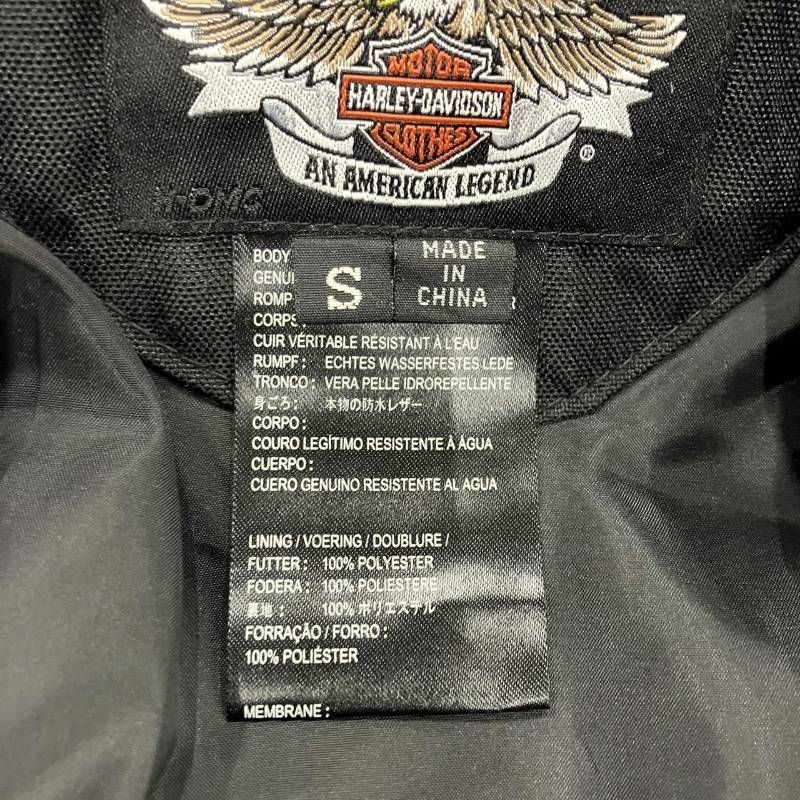 MOTOR
HARLEY-DAVIDSON
CLOTHES
AN AMERICAN LEGEND
®
S
MADE
IN
CHINA
BODY
CUIR VÉRITABLE RÉSISTANT À L'EAU
RUMPF : ECHTES WASSERFESTES LEDE
TRONCO : VERA PELLE IDROREPELLENTE
身ごろ : 本物の防水レザー
CORPO :
COURO LEGÍTIMO RESISTENTE À ÁGUA
CUERPO :
CUERO GENUINO RESISTENTE AL AGUA
LINING / VOERING / DOUBLURE /
FUTTER : 100% POLYESTER
FODERA : 100% POLIESTERE
裏地 : 100% ポリエステル
FORRAÇÃO / FORRO :
100% POLIÉSTER
MEMBRANE :